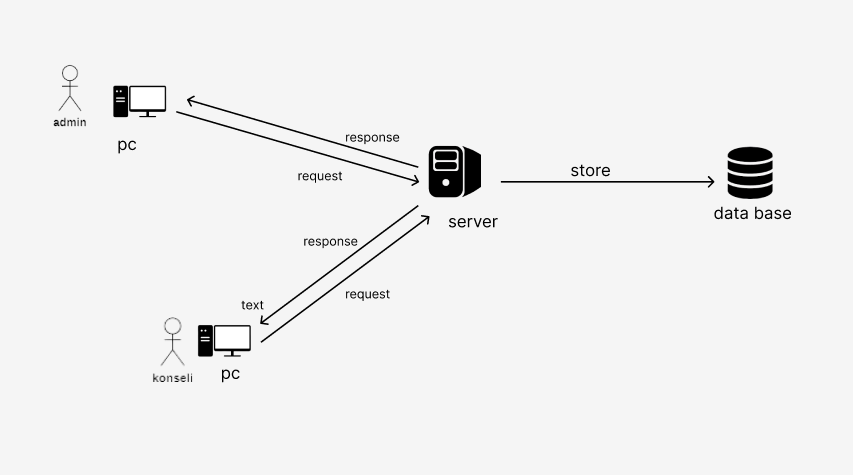 admin
pc
response
request
server
store
data base
response
request
text
konseli
pc